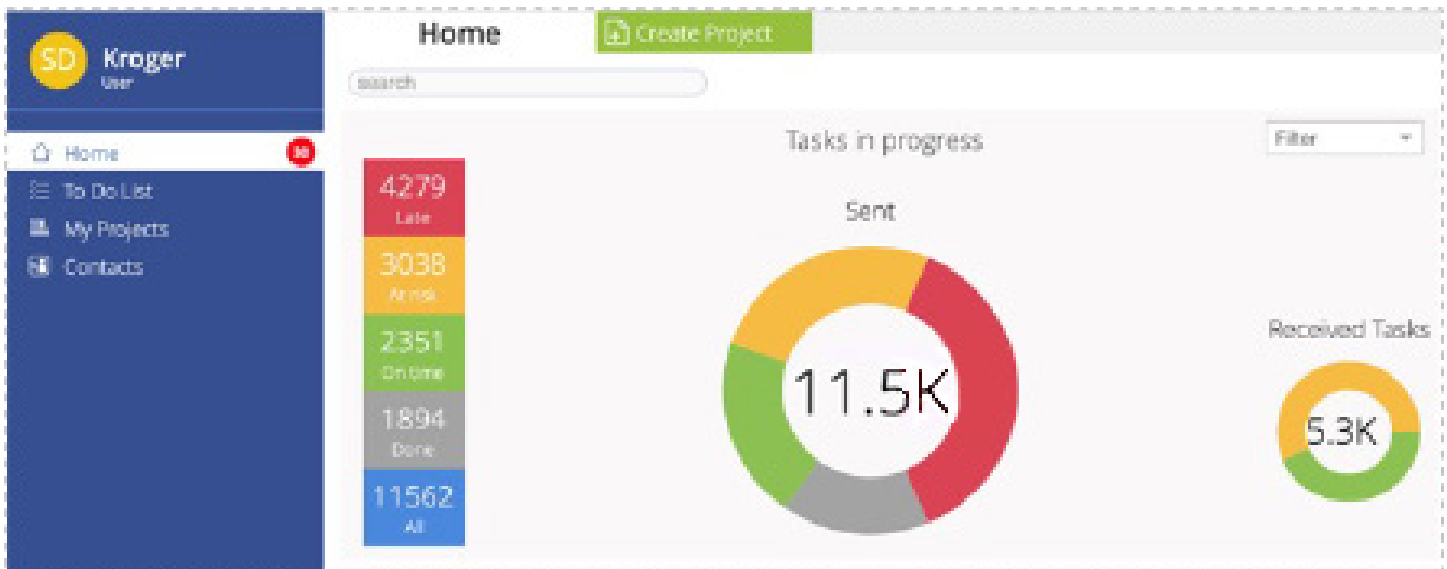 SD
Kroger
User
Home
To Do List
My Projects
Contacts
Home
Create Project
search
Tasks in progress
Filter
4279
Late
3038
At risk
2351
On time
1894
Done
11562
All
Sent
11.5K
Received Tasks
5.3K